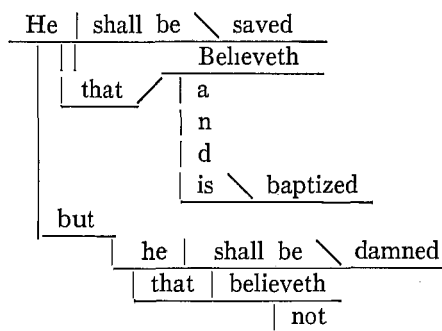 He shall be saved
Believeth
that a
n
d
is baptized
but
he shall be damned
that believeth
not